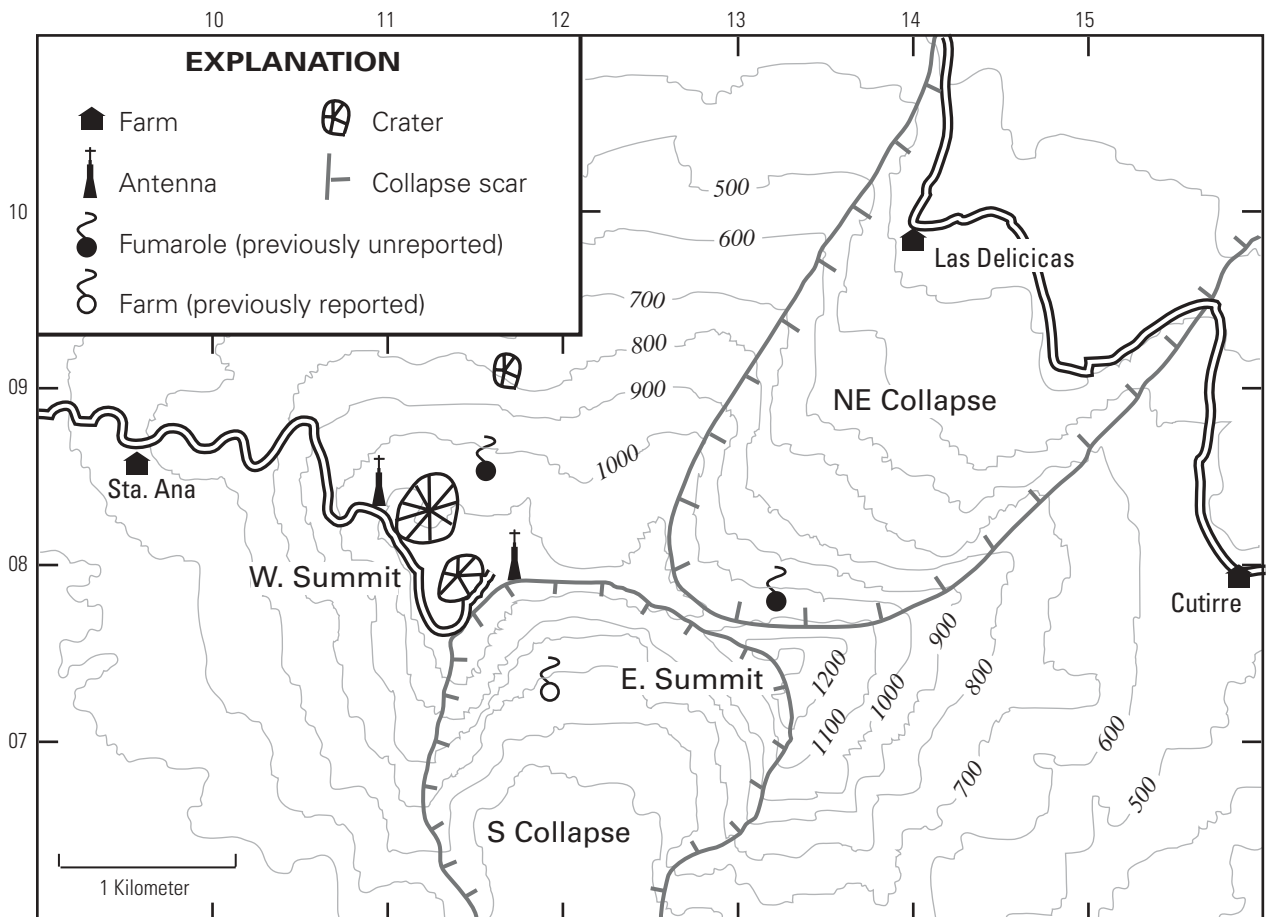 10 11 12 13 14 15
EXPLANATION
Farm
Crater
Antenna
Collapse scar
Fumarole (previously unreported)
Farm (previously reported)
10
09
08
07
500
600
700
800
900
1000
Las Delicicas
NE Collapse
Sta. Ana
W. Summit
Cutirre
E. Summit
1200
1100
1000
900
800
700
600
500
S Collapse
1 Kilometer